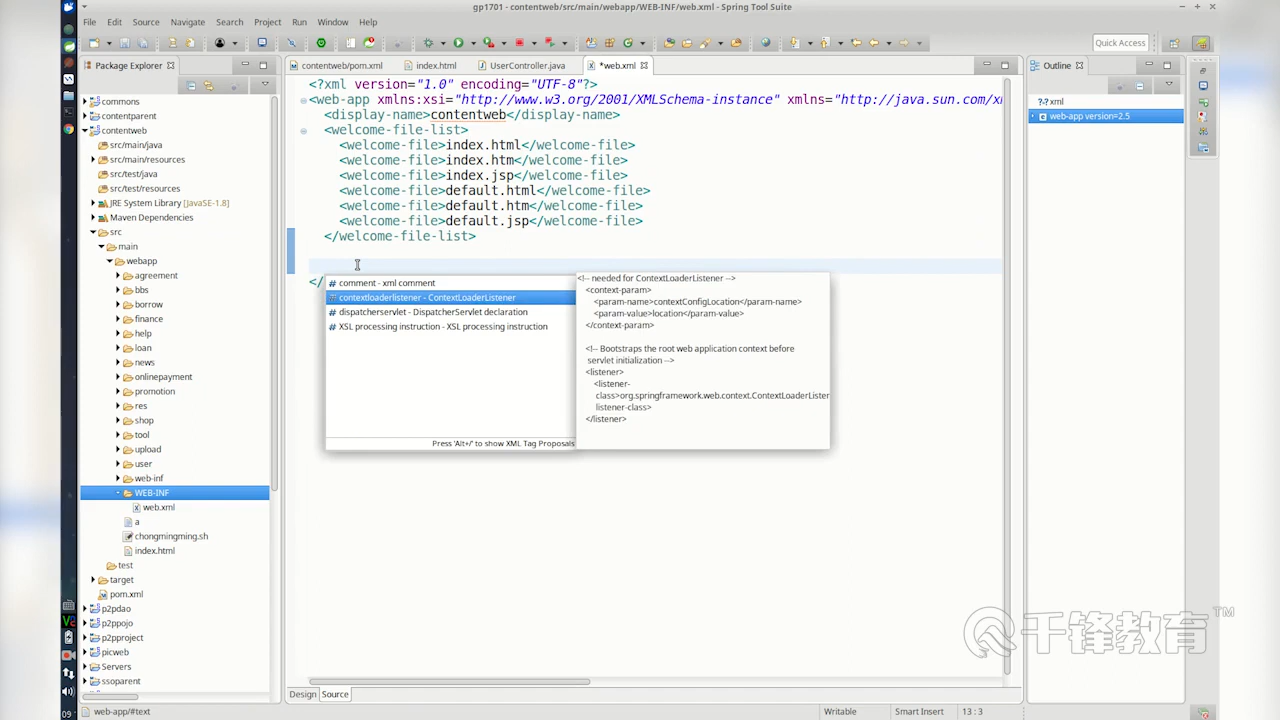 gp1701 - contentweb/src/main/webapp/WEB-INF/web.xml - Spring Tool Suite
File Edit Source Navigate Search Project Run Window Help
Quick Access
Package Explorer
contentweb/pom.xml index.html UserController.java *web.xml
Outline
commons
contentparent
contentweb
src/main/java
src/main/resources
src/test/java
src/test/resources
JRE System Library [JavaSE-1.8]
Maven Dependencies
src
main
webapp
agreement
bbs
borrow
finance
help
loan
news
onlinepayment
promotion
res
shop
tool
upload
user
web-inf
WEB-INF
web.xml
a
chongmingming.sh
index.html
test
target
pom.xml
p2pdao
p2ppojo
p2pproject
picweb
Servers
ssoparent
<?xml version="1.0" encoding="UTF-8"?>
<web-app xmlns:xsi="http://www.w3.org/2001/XMLSchema-instance" xmlns="http://java.sun.com/x
<display-name>contentweb</display-name>
<welcome-file-list>
<welcome-file>index.html</welcome-file>
<welcome-file>index.htm</welcome-file>
<welcome-file>index.jsp</welcome-file>
<welcome-file>default.html</welcome-file>
<welcome-file>default.htm</welcome-file>
<welcome-file>default.jsp</welcome-file>
</welcome-file-list>
</
comment - xml comment
contextloaderlistener - ContextLoaderListener
dispatcherservlet - DispatcherServlet declaration
XSL processing instruction - XSL processing instruction
Press 'Alt+/' to show XML Tag Proposals
<!-- needed for ContextLoaderListener -->
<context-param>
<param-name>contextConfigLocation</param-name>
<param-value>location</param-value>
</context-param>
<!-- Bootstraps the root web application context before
servlet initialization -->
<listener>
<listener-
class>org.springframework.web.context.ContextLoaderLister
listener-class>
</listener>
?xml
web-app version=2.5
千锋教育 TM
Design Source
web-app/#text
Writable Smart Insert 13 : 3
09